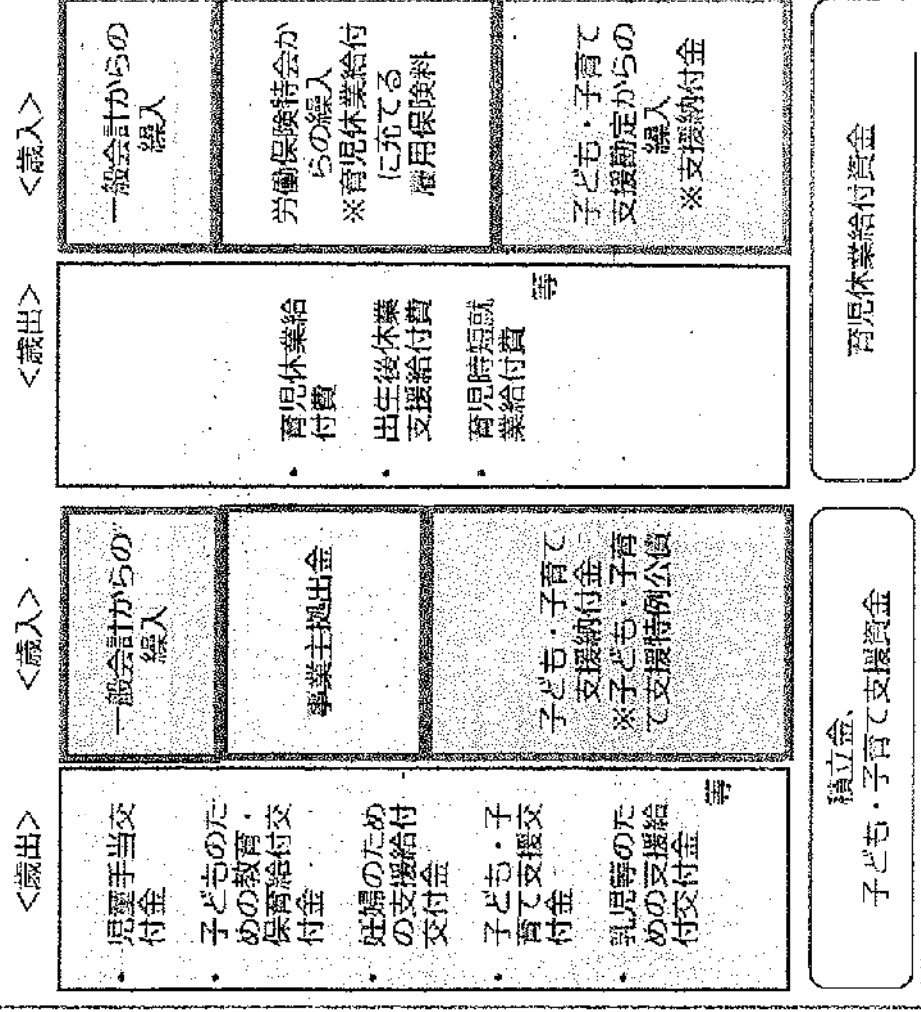 <歳出>
・児童手当交
付金
・子どものた
めの教育・
保育給付交
付金
・妊婦のため
の支援給付
交付金
・子ども・子
育て支援交
付金
・乳児等のた
めの支援給
付交付金
等
<歳入>
一般会計からの
繰入
事業主拠出金
子ども・子育て
支援納付金
※子ども・子育
て支援特例公債
積立金、
子ども・子育て支援資金
<歳出>
・育児休業給
付費
・出生後休業
支援給付費
・育児時短就
業給付費
等
<歳入>
一般会計からの
繰入
労働保険特会か
らの繰入
※育児休業給付
に充てる
雇用保険料
子ども・子育て
支援勘定からの
繰入
※支援納付金
育児休業給付資金